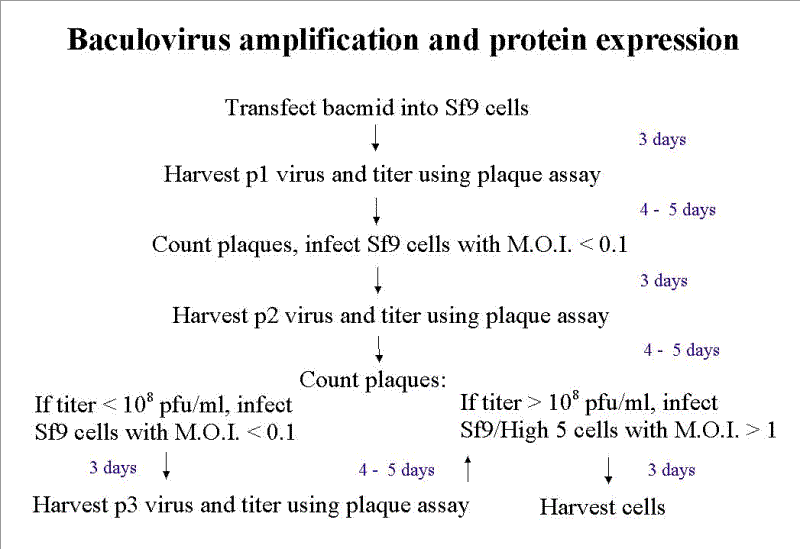 Baculovirus amplification and protein expression
Transfect bacmid into Sf9 cells
3 days
Harvest p1 virus and titer using plaque assay
4 - 5 days
Count plaques, infect Sf9 cells with M.O.I. < 0.1
3 days
Harvest p2 virus and titer using plaque assay
4 - 5 days
Count plaques:
If titer < 10⁸ pfu/ml, infect
Sf9 cells with M.O.I. < 0.1
If titer > 10⁸ pfu/ml, infect
Sf9/High 5 cells with M.O.I. > 1
3 days
4 - 5 days
3 days
Harvest p3 virus and titer using plaque assay
Harvest cells